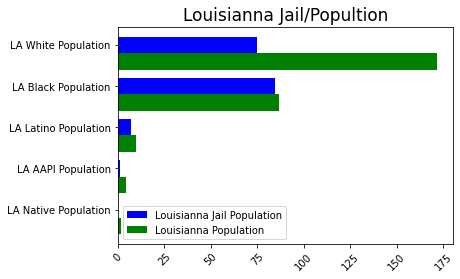 Louisianna Jail/Popultion
LA White Population
LA Black Population
LA Latino Population
LA AAPI Population
LA Native Population
Louisianna Jail Population
Louisianna Population
0 25 50 75 100 125 150 175